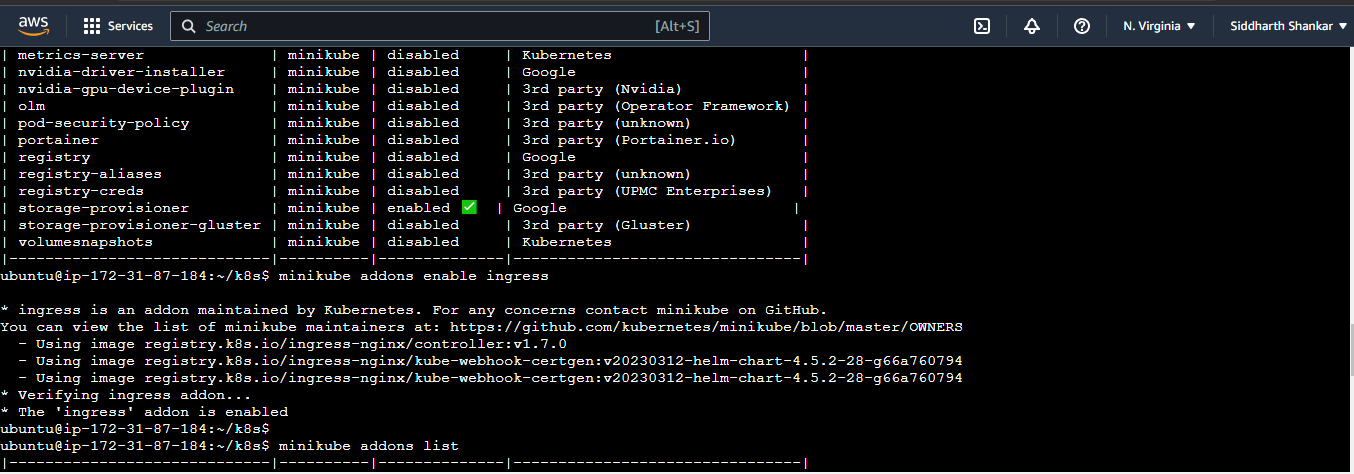 aws Services Search [Alt+S] N. Virginia ▼ Siddharth Shankar ▼
| metrics-server | minikube | disabled | Kubernetes |
| nvidia-driver-installer | minikube | disabled | Google |
| nvidia-gpu-device-plugin | minikube | disabled | 3rd party (Nvidia) |
| olm | minikube | disabled | 3rd party (Operator Framework) |
| pod-security-policy | minikube | disabled | 3rd party (unknown) |
| portainer | minikube | disabled | 3rd party (Portainer.io) |
| registry | minikube | disabled | Google |
| registry-aliases | minikube | disabled | 3rd party (unknown) |
| registry-creds | minikube | disabled | 3rd party (UPMC Enterprises) |
| storage-provisioner | minikube | enabled ✅ | Google |
| storage-provisioner-gluster | minikube | disabled | 3rd party (Gluster) |
| volumesnapshots | minikube | disabled | Kubernetes |
|-----------------------------|----------|--------------|--------------------------------|
ubuntu@ip-172-31-87-184:~/k8s$ minikube addons enable ingress
* ingress is an addon maintained by Kubernetes. For any concerns contact minikube on GitHub.
You can view the list of minikube maintainers at: https://github.com/kubernetes/minikube/blob/master/OWNERS
  - Using image registry.k8s.io/ingress-nginx/controller:v1.7.0
  - Using image registry.k8s.io/ingress-nginx/kube-webhook-certgen:v20230312-helm-chart-4.5.2-28-g66a760794
  - Using image registry.k8s.io/ingress-nginx/kube-webhook-certgen:v20230312-helm-chart-4.5.2-28-g66a760794
* Verifying ingress addon...
* The 'ingress' addon is enabled
ubuntu@ip-172-31-87-184:~/k8s$
ubuntu@ip-172-31-87-184:~/k8s$ minikube addons list
|-----------------------------|----------|--------------|--------------------------------|